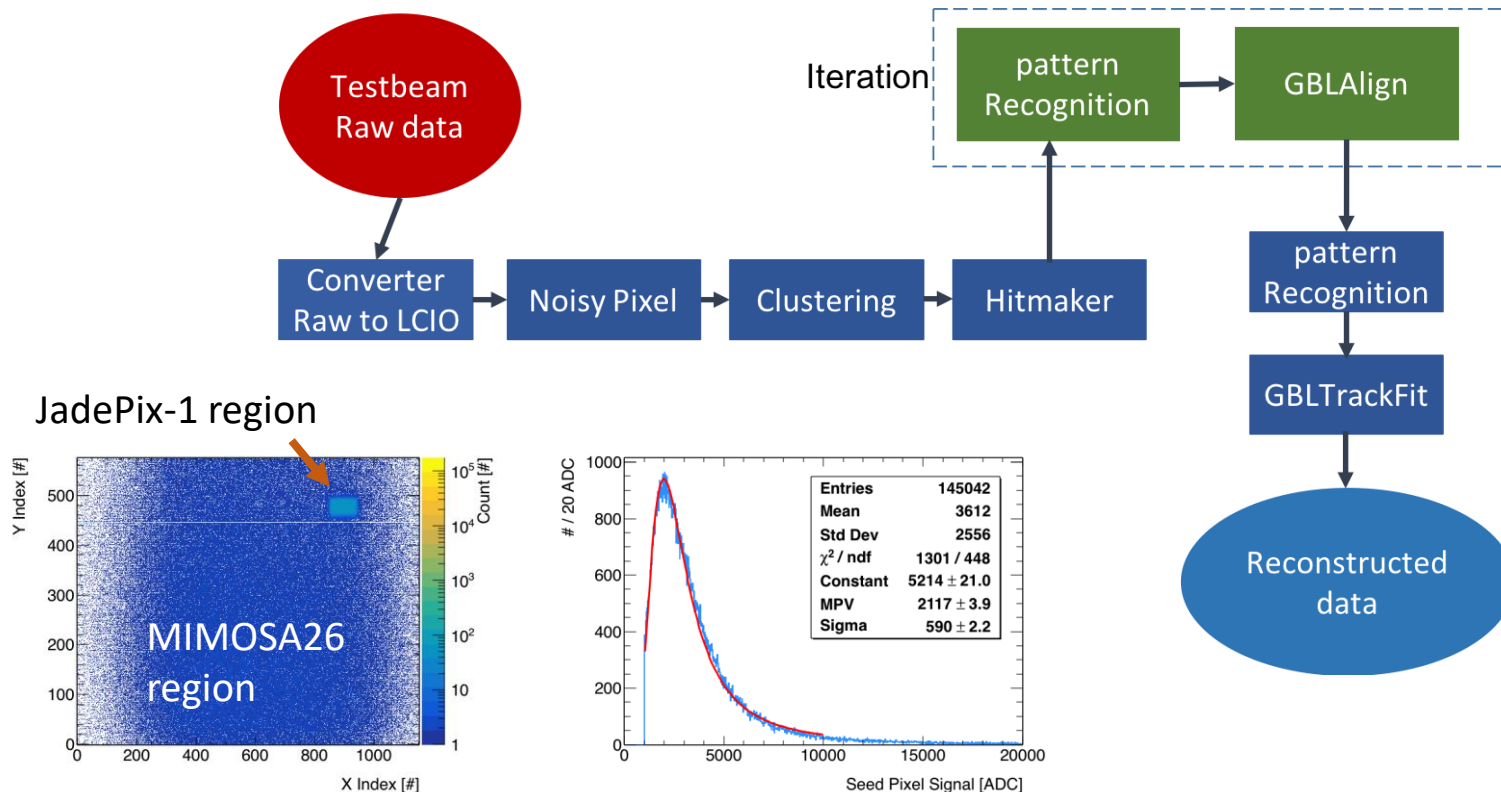 Testbeam
Raw data
Iteration
pattern
Recognition
GBLAlign
Converter
Raw to LCIO
Noisy Pixel
Clustering
Hitmaker
pattern
Recognition
GBLTrackFit
Reconstructed
data
JadePix-1 region
Y Index [#]
500
400
300
200
100
0
MIMOSA26
region
0 200 400 600 800 1000
X Index [#]
10⁵
10⁴
10³
10²
10
1
Count [#]
# / 20 ADC
1000
800
600
400
200
0
Entries 145042
Mean 3612
Std Dev 2556
χ² / ndf 1301 / 448
Constant 5214 ± 21.0
MPV 2117 ± 3.9
Sigma 590 ± 2.2
0 5000 10000 15000 20000
Seed Pixel Signal [ADC]